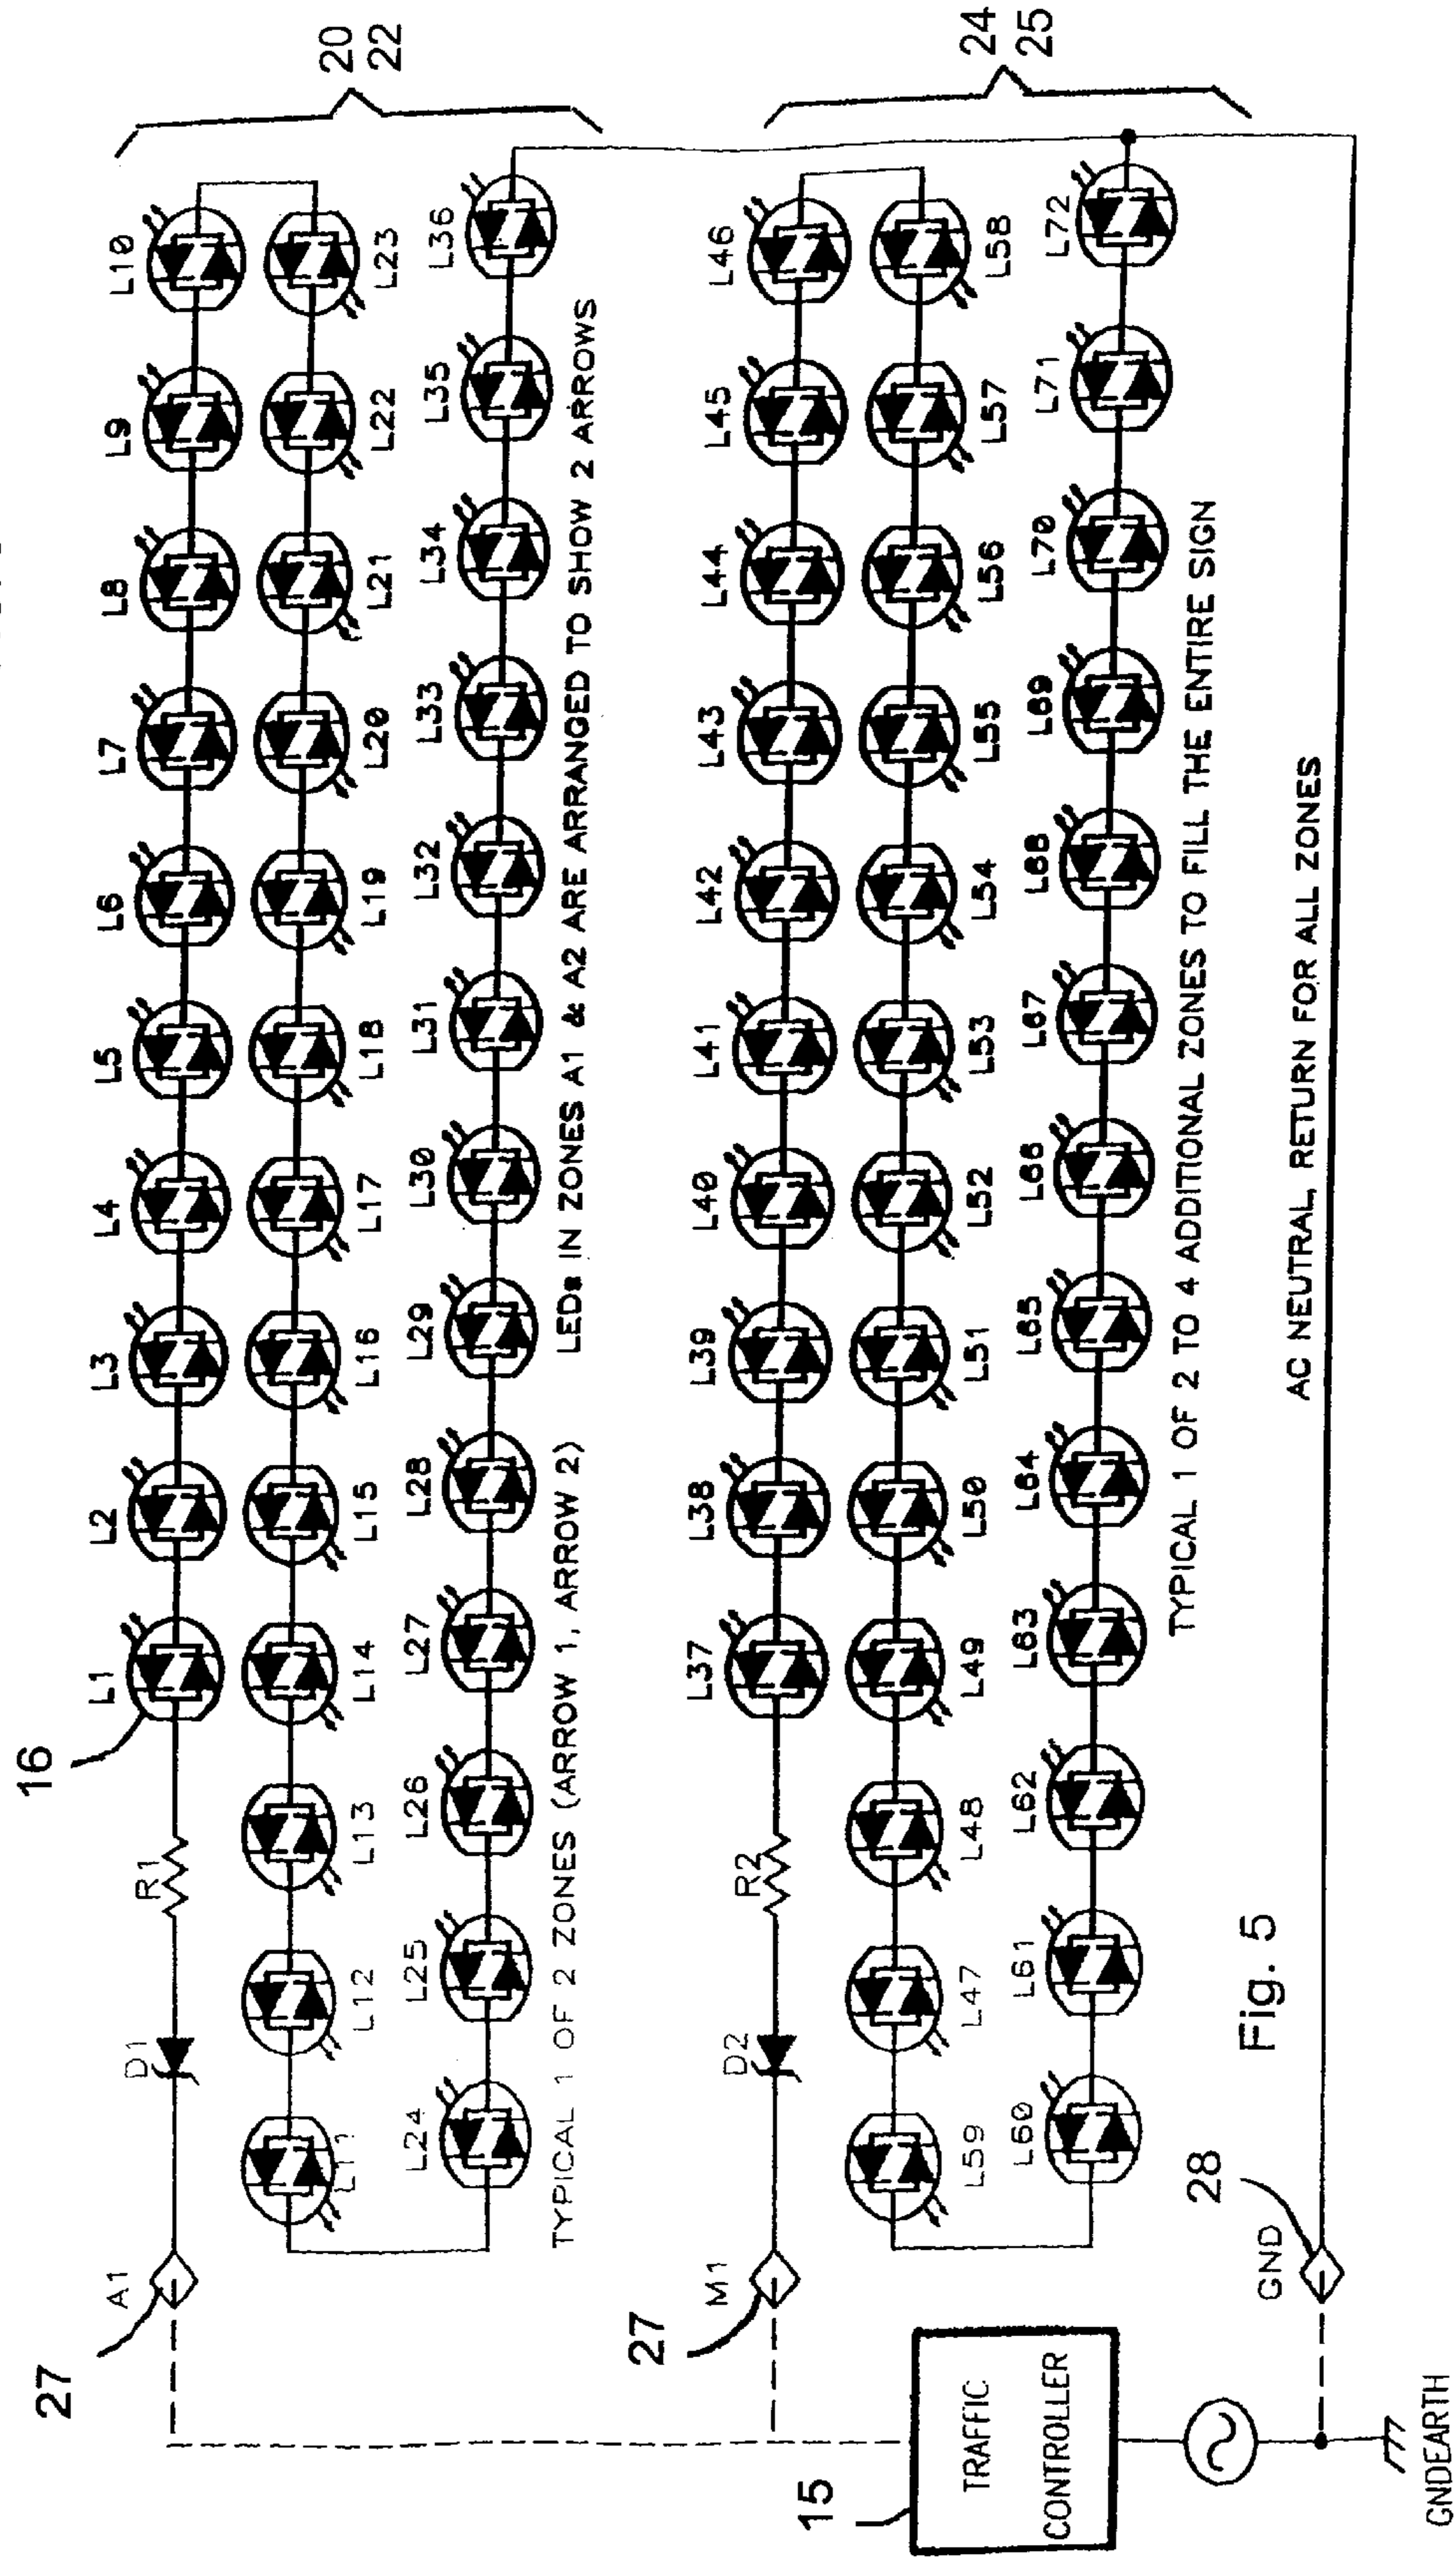 20
22
L1 L2 L3 L4 L5 L6 L7 L8 L9 L10
16
27
A1
D1
R1
L12 L13 L14 L15 L16 L17 L18 L19 L20 L21 L22 L23
L24 L25 L26 L27 L28 L29 L30 L31 L32 L33 L34 L35 L36
TYPICAL 1 OF 2 ZONES (ARROW 1, ARROW 2) LEDs IN ZONES A1 & A2 ARE ARRANGED TO SHOW 2 ARROWS
24
25
L37 L38 L39 L40 L41 L42 L43 L44 L45 L46
27
M1
D2
R2
L59 L47 L48 L49 L50 L51 L52 L53 L54 L55 L56 L57 L58
L60 L61 L62 L63 L64 L65 L66 L67 L68 L69 L70 L71 L72
TYPICAL 1 OF 2 TO 4 ADDITIONAL ZONES TO FILL THE ENTIRE SIGN
15
TRAFFIC
CONTROLLER
28
GND
AC NEUTRAL, RETURN FOR ALL ZONES
Fig. 5
GNDEARTH